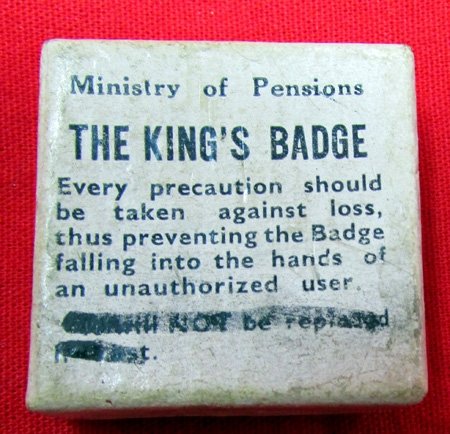 Ministry of Pensions
THE KING'S BADGE
Every precaution should
be taken against loss,
thus preventing the Badge
falling into the hands of
an unauthorized user.
will NOT be replaced